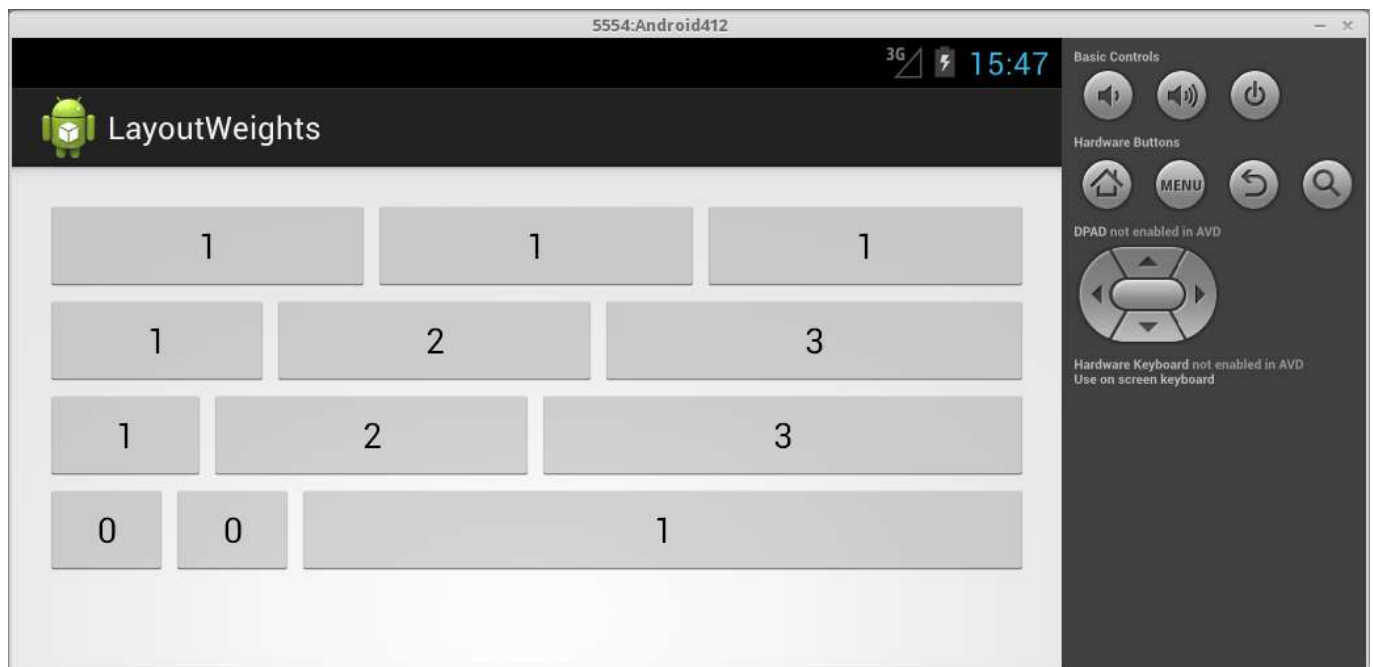 5554:Android412
3G 15:47
LayoutWeights
1 1 1
1 2 3
1 2 3
0 0 1
Basic Controls
Hardware Buttons
MENU
DPAD not enabled in AVD
Hardware Keyboard not enabled in AVD
Use on screen keyboard